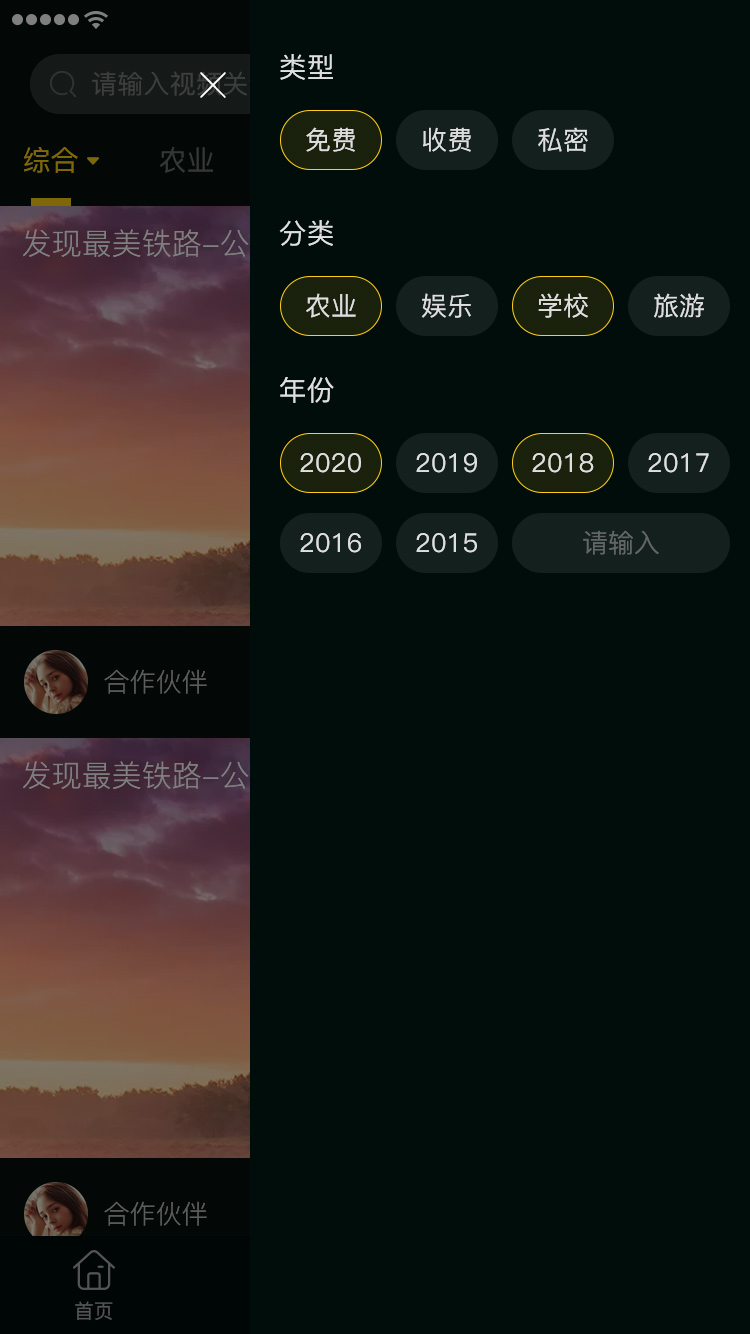 请输入视频关
综合
农业
发现最美铁路–公
合作伙伴
发现最美铁路–公
合作伙伴
首页
类型
免费 收费 私密
分类
农业 娱乐 学校 旅游
年份
2020 2019 2018 2017
2016 2015 请输入